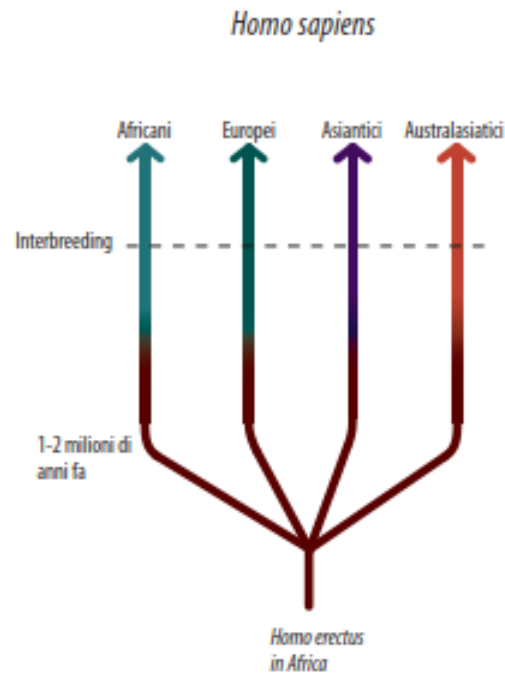 Homo sapiens
Africani
Europei
Asiantici
Australasiatici
Interbreeding
1-2 milioni di
anni fa
Homo erectus
in Africa